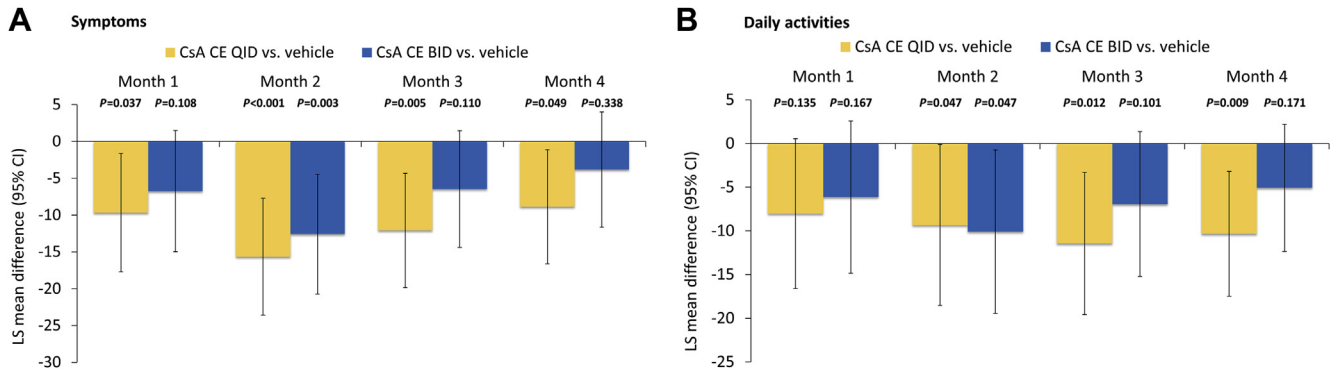 A Symptoms
CsA CE QID vs. vehicle CsA CE BID vs. vehicle
Month 1 Month 2 Month 3 Month 4
P=0.037 P=0.108 P<0.001 P=0.003 P=0.005 P=0.110 P=0.049 P=0.338
5
0
-5
-10
-15
-20
-25
-30
LS mean difference (95% CI)
B Daily activities
CsA CE QID vs. vehicle CsA CE BID vs. vehicle
Month 1 Month 2 Month 3 Month 4
P=0.135 P=0.167 P=0.047 P=0.047 P=0.012 P=0.101 P=0.009 P=0.171
5
0
-5
-10
-15
-20
-25
LS mean difference (95% CI)